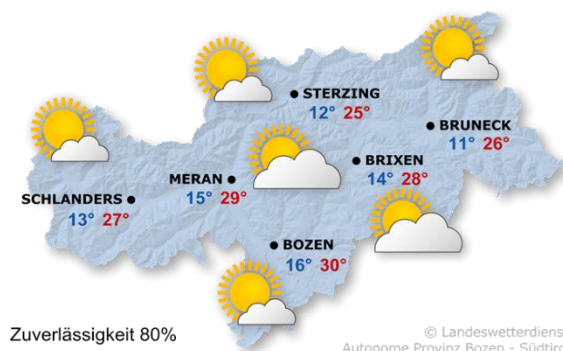 STERZING
12° 25°
BRUNECK
11° 26°
BRIXEN
14° 28°
MERAN
15° 29°
SCHLANDERS
13° 27°
BOZEN
16° 30°
Zuverlässigkeit 80%
© Landeswetterdiens
Autonome Provinz Bozen - Südtiro